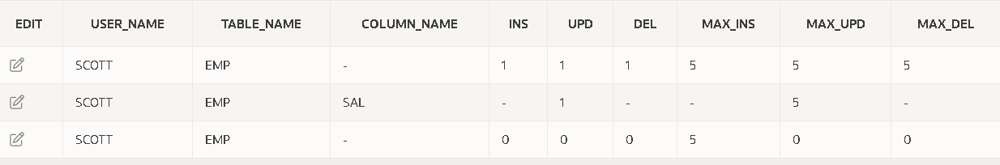 EDIT USER_NAME TABLE_NAME COLUMN_NAME INS UPD DEL MAX_INS MAX_UPD MAX_DEL
SCOTT EMP - 1 1 1 5 5 5
SCOTT EMP SAL - 1 - - 5 -
SCOTT EMP - 0 0 0 5 0 0